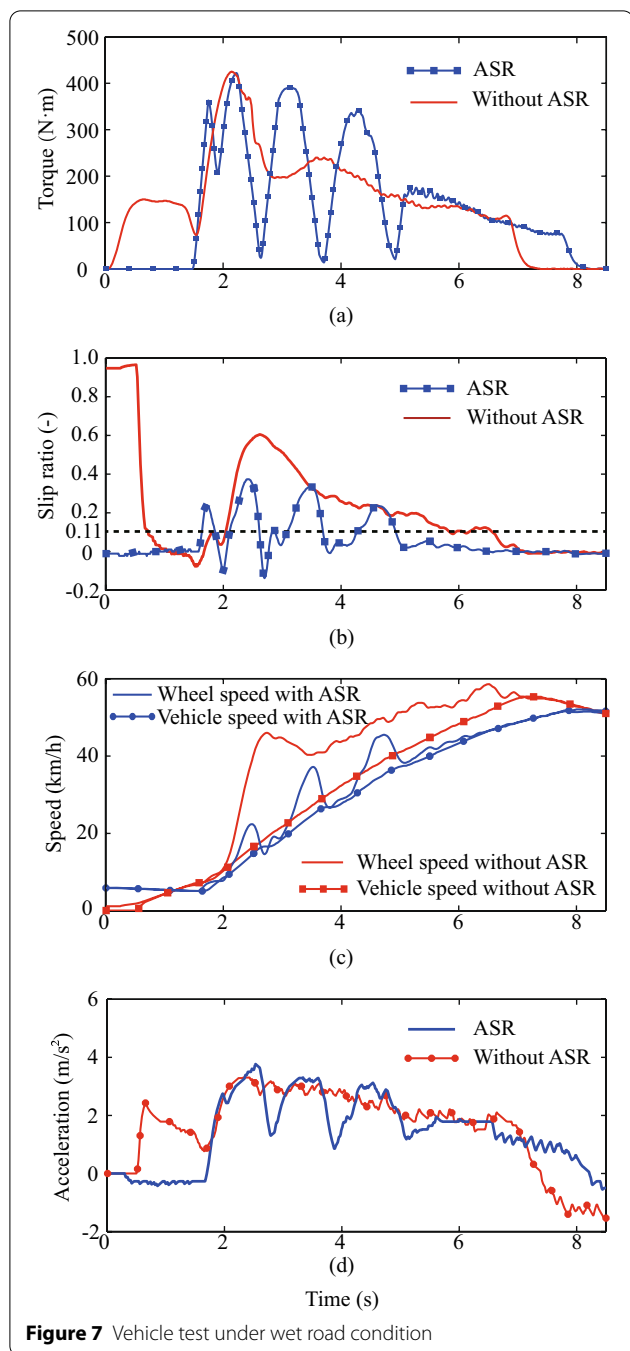 500
400
300
200
100
0
Torque (N·m)
ASR
Without ASR
0 2 4 6 8
(a)
1.0
0.8
0.6
0.4
0.2
0.11
0
-0.2
Slip ratio (-)
ASR
Without ASR
0 2 4 6 8
(b)
60
40
20
0
Speed (km/h)
Wheel speed with ASR
Vehicle speed with ASR
Wheel speed without ASR
Vehicle speed without ASR
0 2 4 6 8
(c)
6
4
2
0
-2
Acceleration (m/s²)
ASR
Without ASR
0 2 4 6 8
(d)
Time (s)
Figure 7 Vehicle test under wet road condition